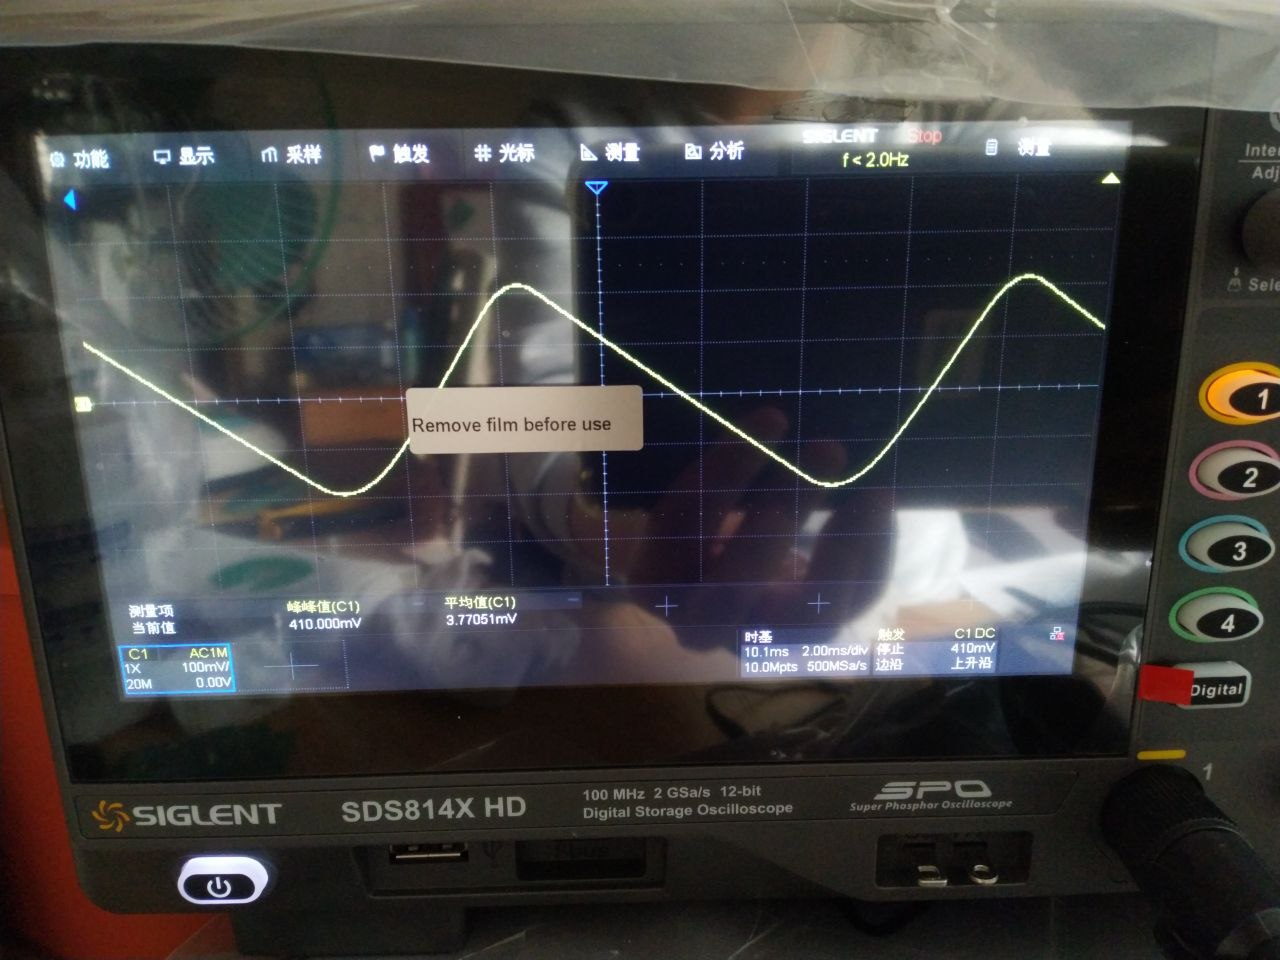 功能 显示 采样 触发 光标 测量 分析 SIGLENT Stop 测量
f < 2.0Hz
Inter
Adj
Sele
Remove film before use
1
2
3
4
Digital
测量项 峰峰值(C1) 平均值(C1)
当前值 410.000mV 3.77051mV
C1 AC1M
1X 100mV/
20M 0.00V
时基
10.1ms 2.00ms/div
10.0Mpts 500MSa/s
触发 C1 DC
停止 410mV
边沿 上升沿
1
SIGLENT SDS814X HD
100 MHz 2 GSa/s 12-bit
Digital Storage Oscilloscope
SPO
Super Phosphor Oscilloscope